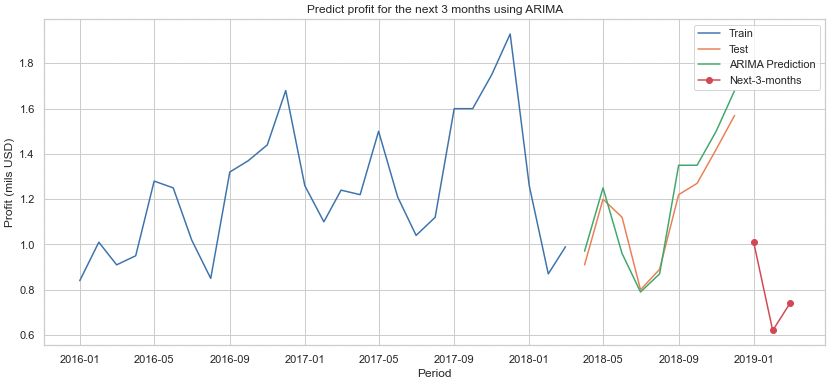 Predict profit for the next 3 months using ARIMA
Train
Test
ARIMA Prediction
Next-3-months
Profit (mils USD)
1.8
1.6
1.4
1.2
1.0
0.8
0.6
2016-01 2016-05 2016-09 2017-01 2017-05 2017-09 2018-01 2018-05 2018-09 2019-01
Period